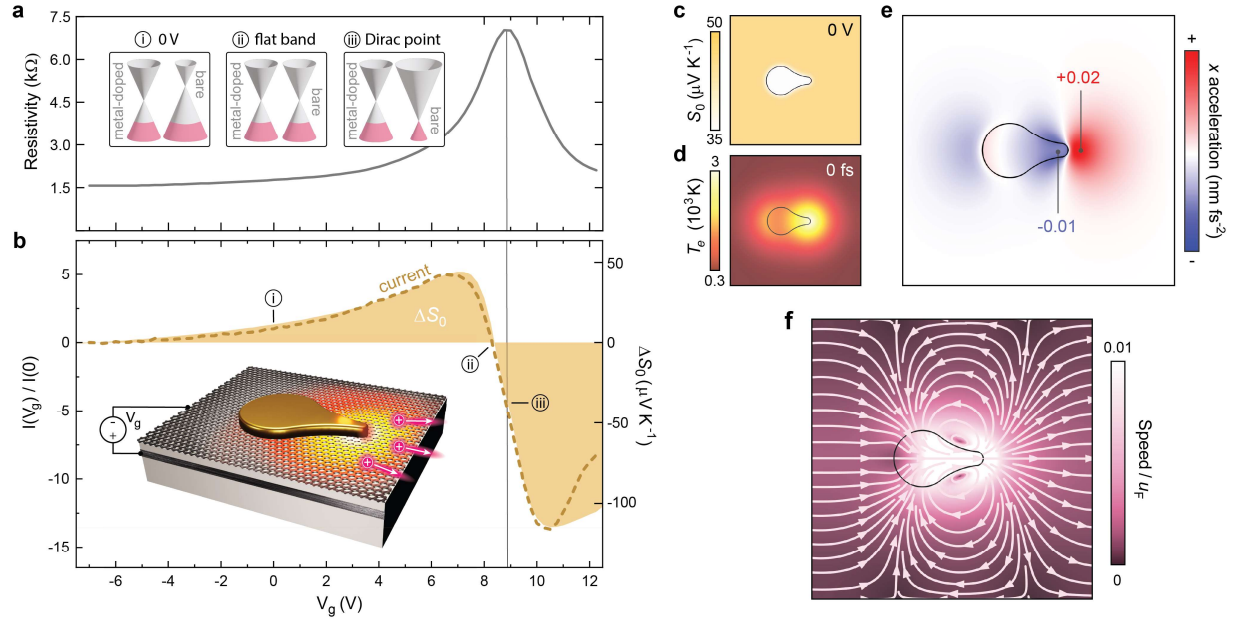 a
7.5
6.0
4.5
3.0
1.5
Resistivity (kΩ)
i 0 V
ii flat band
iii Dirac point
metal-doped
bare
metal-doped
bare
metal-doped
bare
b
5
0
-5
-10
-15
I(Vg) / I(0)
current
ΔS0
i
ii
iii
Vg
-
+
+
+
+
50
0
-50
-100
ΔS0 (μV K-1)
-6
-4
-2
0
2
4
6
8
10
12
Vg (V)
c
50
35
S0 (μV K-1)
0 V
d
3
0.3
Te (10³K)
0 fs
e
+0.02
-0.01
+
-
x acceleration (nm fs-2)
f
0.01
0
Speed / uF